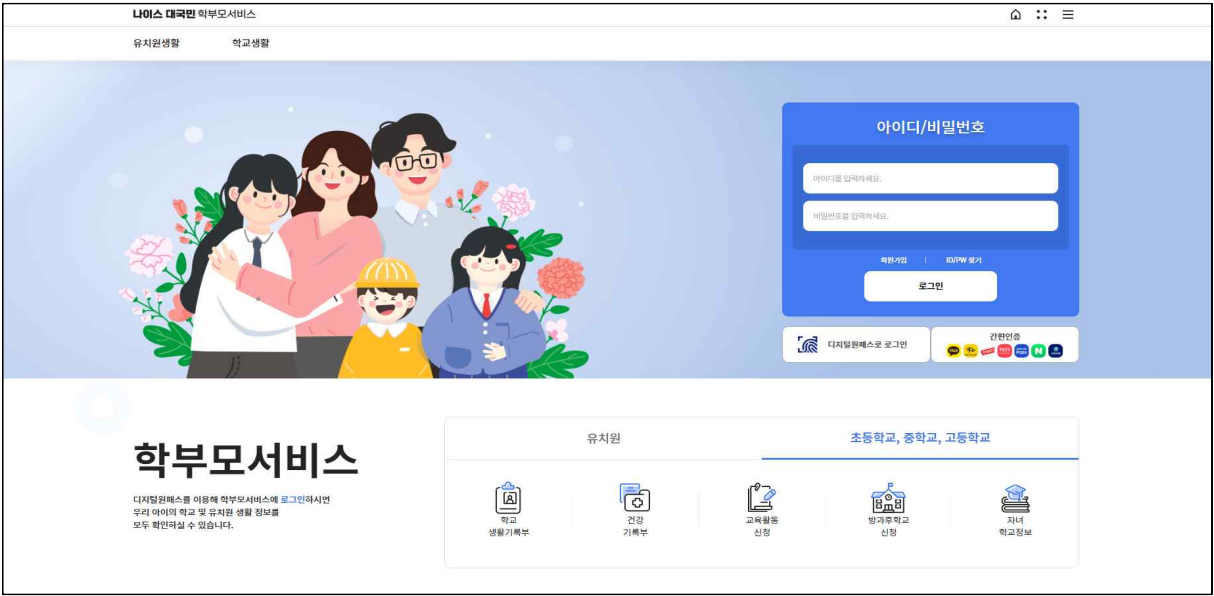 나이스 대국민 학부모서비스
유치원생활 학교생활
아이디/비밀번호
아이디를 입력하세요.
비밀번호를 입력하세요.
회원가입 | ID/PW 찾기
로그인
디지털원패스로 로그인
간편인증
학부모서비스
디지털원패스를 이용해 학부모서비스에 로그인하시면
우리 아이의 학교 및 유치원 생활 정보를
모두 확인하실 수 있습니다.
유치원 초등학교, 중학교, 고등학교
학교
생활기록부
건강
기록부
교육활동
신청
방과후학교
신청
자녀
학교정보